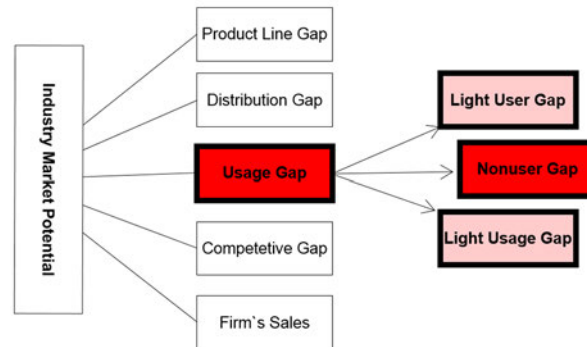 Industry Market Potential
Product Line Gap
Distribution Gap
Usage Gap
Competetive Gap
Firm`s Sales
Light User Gap
Nonuser Gap
Light Usage Gap